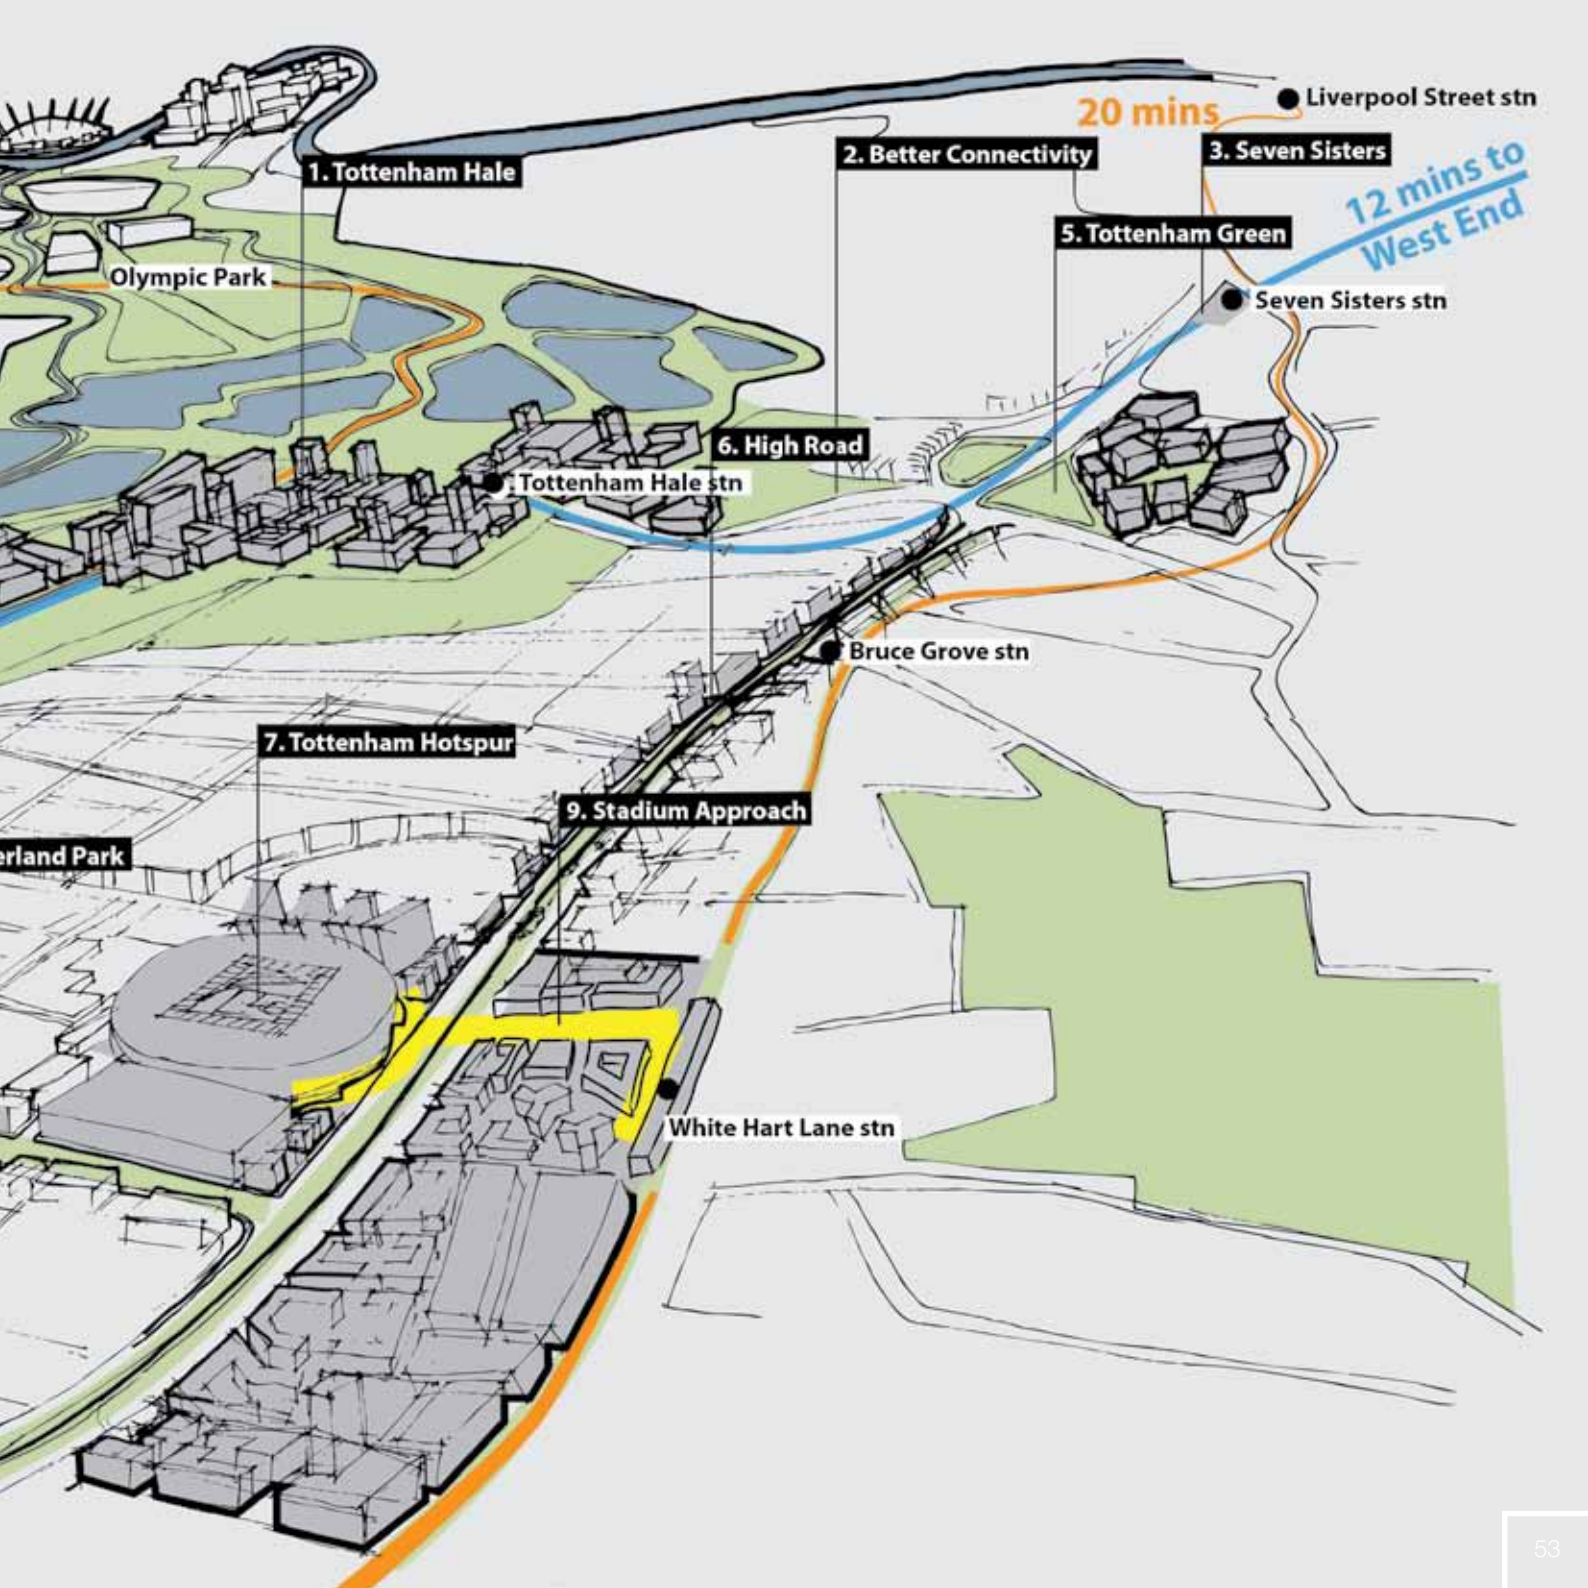 Liverpool Street stn
20 mins
2. Better Connectivity
3. Seven Sisters
1. Tottenham Hale
12 mins to
West End
5. Tottenham Green
Olympic Park
Seven Sisters stn
6. High Road
Tottenham Hale stn
Bruce Grove stn
7. Tottenham Hotspur
9. Stadium Approach
erland Park
White Hart Lane stn
53